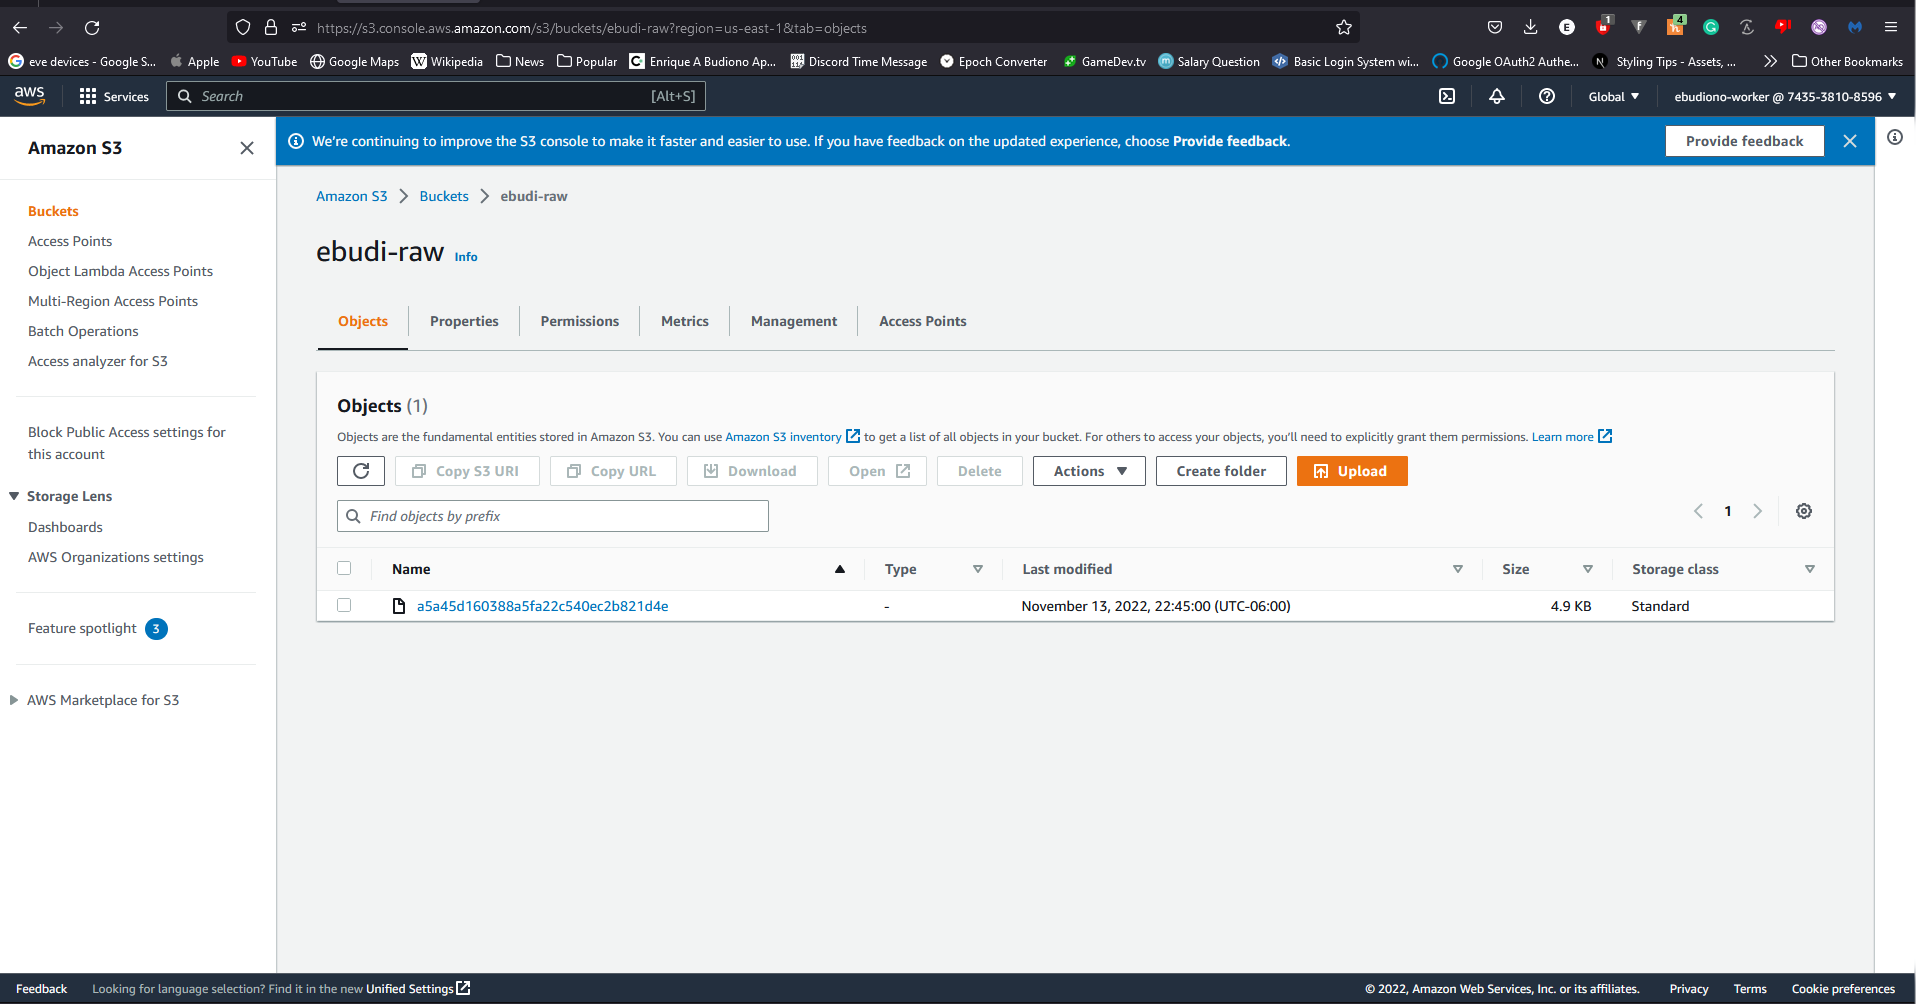 https://s3.console.aws.amazon.com/s3/buckets/ebudi-raw?region=us-east-1&tab=objects
1
4
eve devices - Google S... Apple YouTube Google Maps Wikipedia News Popular Enrique A Budiono Ap... Discord Time Message Epoch Converter GameDev.tv Salary Question Basic Login System wi... Google OAuth2 Authe... Styling Tips - Assets, ... Other Bookmarks
aws Services Search [Alt+S] Global ebudiono-worker @ 7435-3810-8596
Amazon S3
We're continuing to improve the S3 console to make it faster and easier to use. If you have feedback on the updated experience, choose Provide feedback. Provide feedback
Buckets
Access Points
Object Lambda Access Points
Multi-Region Access Points
Batch Operations
Access analyzer for S3
Block Public Access settings for
this account
Storage Lens
Dashboards
AWS Organizations settings
Feature spotlight 3
AWS Marketplace for S3
Amazon S3 Buckets ebudi-raw
ebudi-raw Info
Objects Properties Permissions Metrics Management Access Points
Objects (1)
Objects are the fundamental entities stored in Amazon S3. You can use Amazon S3 inventory to get a list of all objects in your bucket. For others to access your objects, you'll need to explicitly grant them permissions. Learn more
Copy S3 URI Copy URL Download Open Delete Actions Create folder Upload
Find objects by prefix 1
Name Type Last modified Size Storage class
a5a45d160388a5fa22c540ec2b821d4e - November 13, 2022, 22:45:00 (UTC-06:00) 4.9 KB Standard
Feedback Looking for language selection? Find it in the new Unified Settings © 2022, Amazon Web Services, Inc. or its affiliates. Privacy Terms Cookie preferences